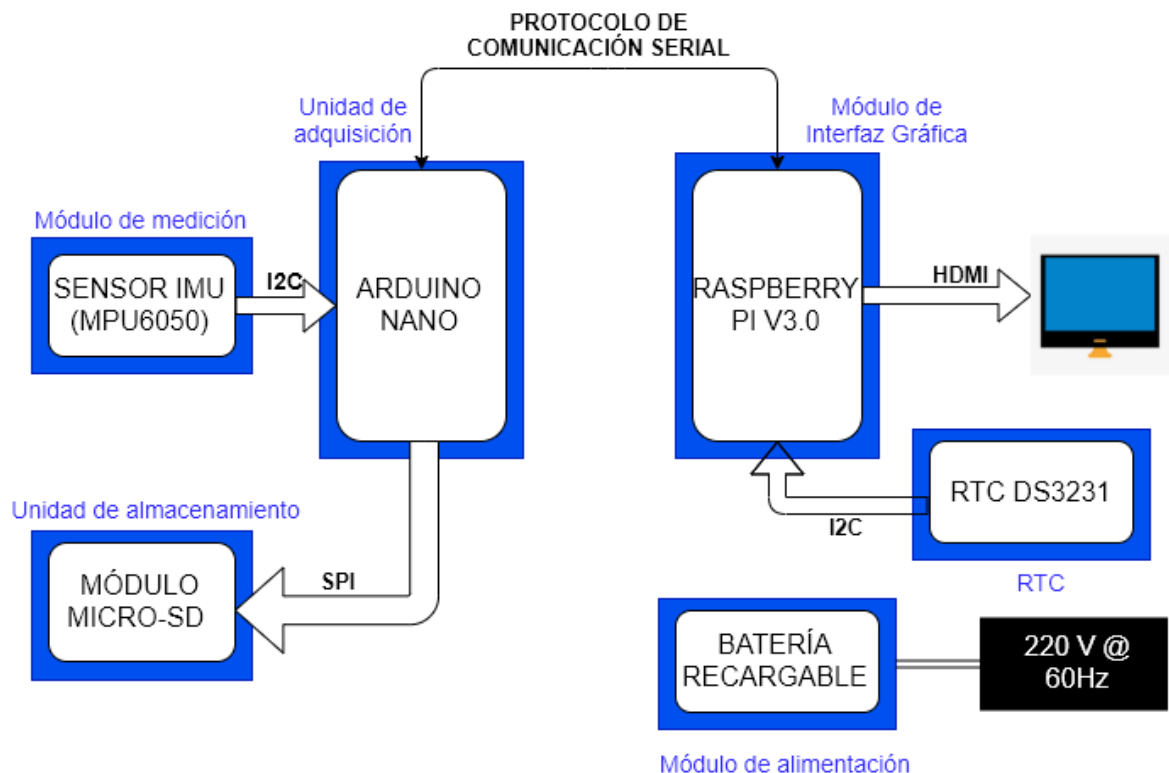 PROTOCOLO DE
COMUNICACIÓN SERIAL
Unidad de
adquisición
Módulo de
Interfaz Gráfica
Módulo de medición
SENSOR IMU
(MPU6050)
I2C
ARDUINO
NANO
RASPBERRY
PI V3.0
HDMI
Unidad de almacenamiento
MÓDULO
MICRO-SD
SPI
I2C
RTC DS3231
RTC
BATERÍA
RECARGABLE
220 V @
60Hz
Módulo de alimentación